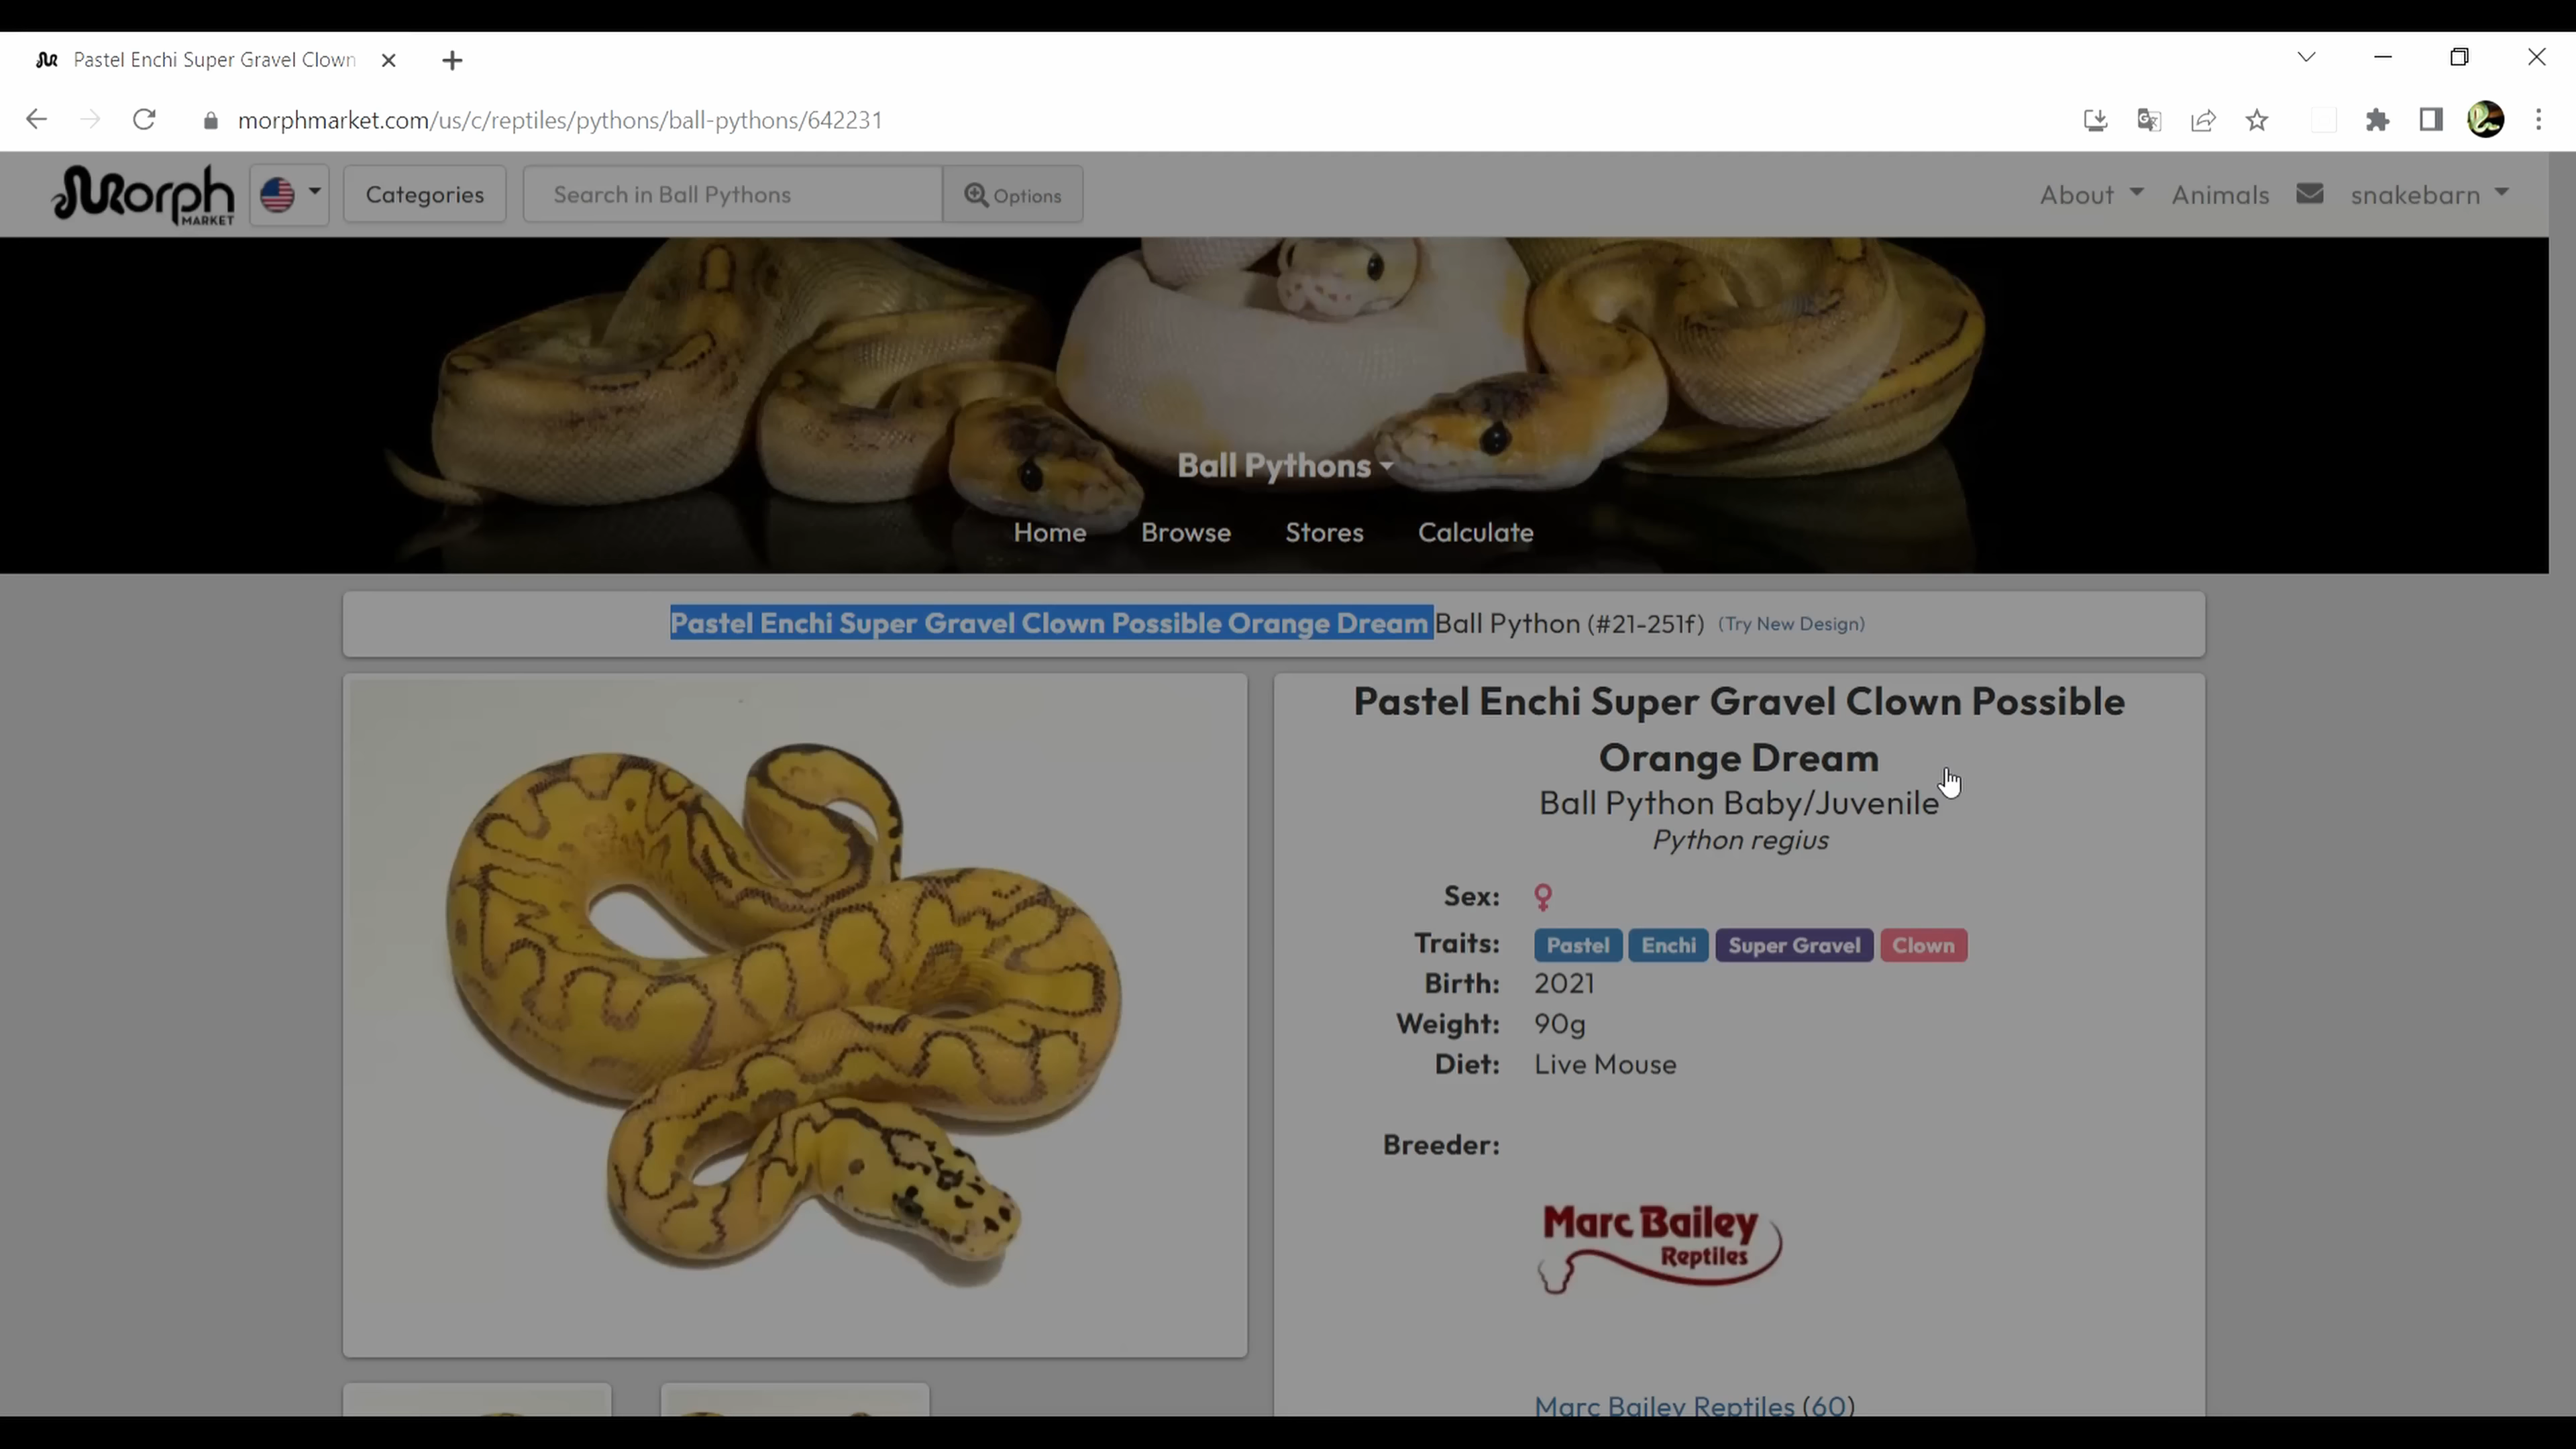 Pastel Enchi Super Gravel Clown
morphmarket.com/us/c/reptiles/pythons/ball-pythons/642231
Morph MARKET Categories Search in Ball Pythons Options About Animals snakebarn
Ball Pythons
Home Browse Stores Calculate
Pastel Enchi Super Gravel Clown Possible Orange Dream Ball Python (#21-251f) (Try New Design)
Pastel Enchi Super Gravel Clown Possible
Orange Dream
Ball Python Baby/Juvenile
Python regius
Sex: ♀
Traits: Pastel Enchi Super Gravel Clown
Birth: 2021
Weight: 90g
Diet: Live Mouse
Breeder:
Marc Bailey
Reptiles
Marc Bailey Reptiles (60)